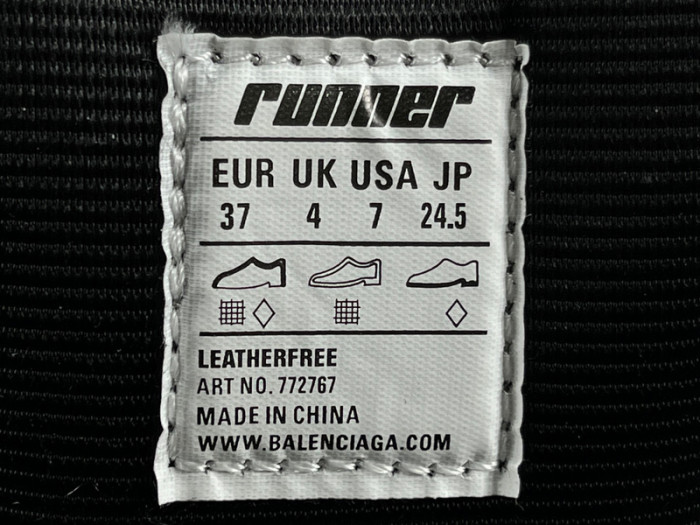 runner
EUR UK USA JP
37 4 7 24.5
LEATHERFREE
ART NO. 772767
MADE IN CHINA
WWW.BALENCIAGA.COM